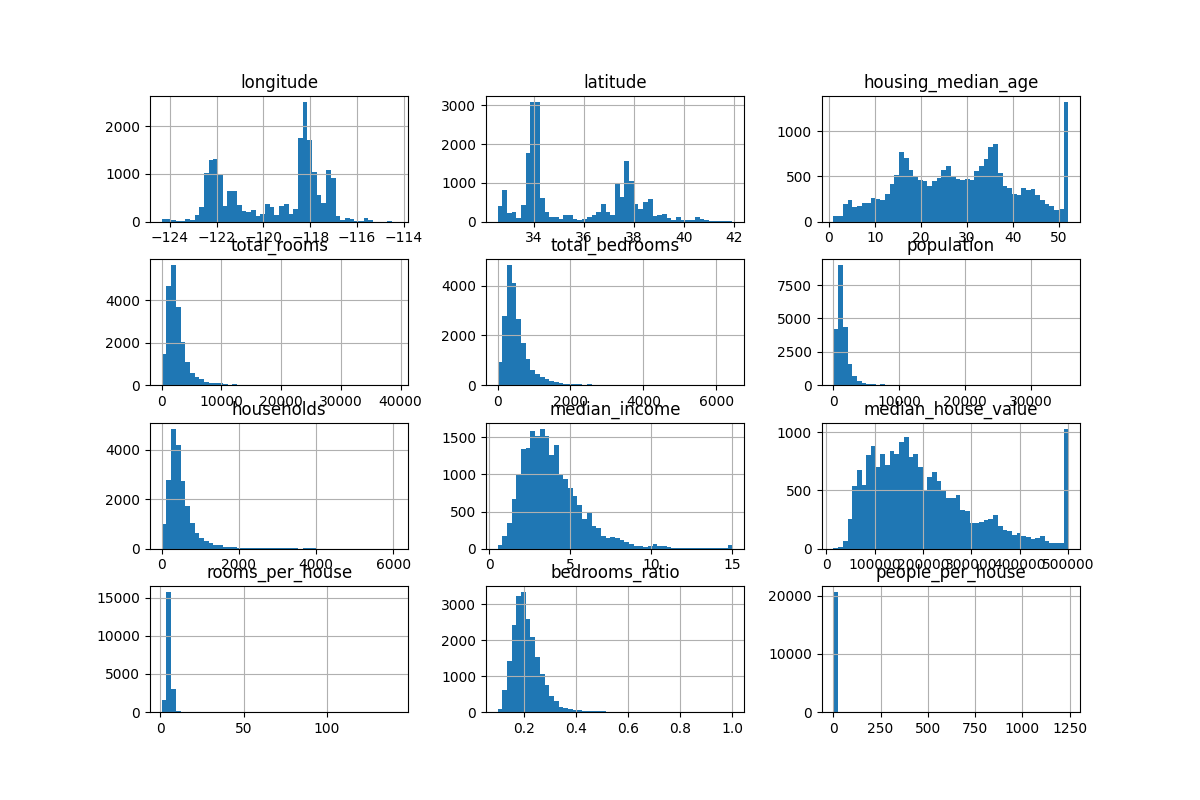 longitude
2000
1000
0
−124 −122 −120 −118 −116 −114
latitude
3000
2000
1000
0
34 36 38 40 42
housing_median_age
1000
500
0
0 10 20 30 40 50
total_rooms
4000
2000
0
0 10000 20000 30000 40000
total_bedrooms
4000
2000
0
0 2000 4000 6000
population
7500
5000
2500
0
0 10000 20000 30000
households
4000
2000
0
0 2000 4000 6000
median_income
1500
1000
500
0
0 5 10 15
median_house_value
1000
500
0
0 100000 200000 300000 400000 500000
rooms_per_house
15000
10000
5000
0
0 50 100
bedrooms_ratio
3000
2000
1000
0
0.2 0.4 0.6 0.8 1.0
people_per_house
20000
10000
0
0 250 500 750 1000 1250